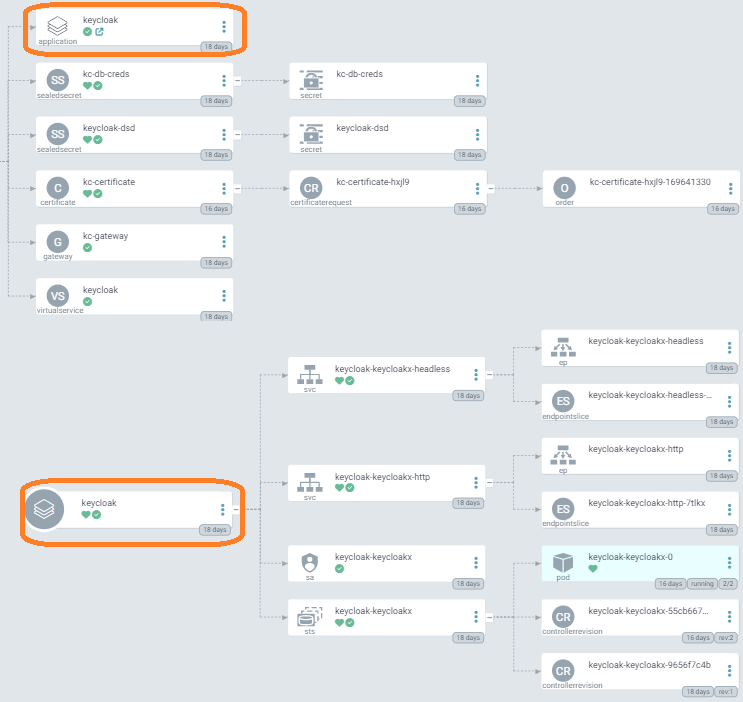 keycloak
application
18 days
SS
kc-db-creds
sealedsecret
18 days
kc-db-creds
secret
18 days
SS
keycloak-dsd
sealedsecret
18 days
keycloak-dsd
secret
18 days
C
kc-certificate
certificate
16 days
CR
kc-certificate-hxjl9
certificaterequest
16 days
O
kc-certificate-hxjl9-169641330
order
16 days
G
kc-gateway
gateway
18 days
VS
keycloak
virtualservice
18 days
keycloak
18 days
keycloak-keycloakx-headless
svc
18 days
keycloak-keycloakx-headless
ep
18 days
ES
keycloak-keycloakx-headless-...
endpointslice
18 days
keycloak-keycloakx-http
svc
18 days
keycloak-keycloakx-http
ep
18 days
ES
keycloak-keycloakx-http-7tlkx
endpointslice
18 days
keycloak-keycloakx
sa
18 days
keycloak-keycloakx
sts
18 days
keycloak-keycloakx-0
pod
16 days running 2/2
CR
keycloak-keycloakx-55cb667...
controllerrevision
16 days rev:2
CR
keycloak-keycloakx-9656f7c4b
controllerrevision
18 days rev:1